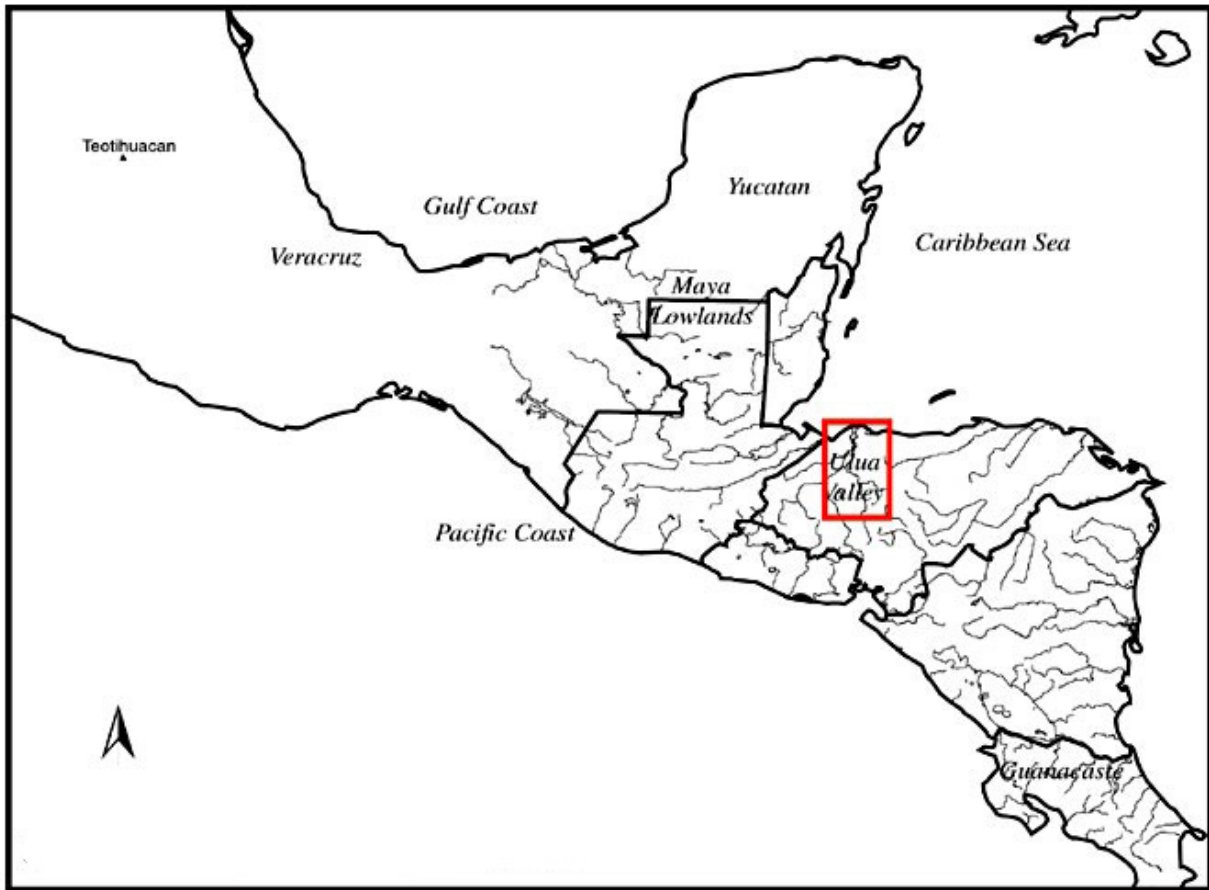 Teotihuacan
Yucatan
Gulf Coast
Caribbean Sea
Veracruz
Maya
Lowlands
Ulua
Valley
Pacific Coast
Guanacaste